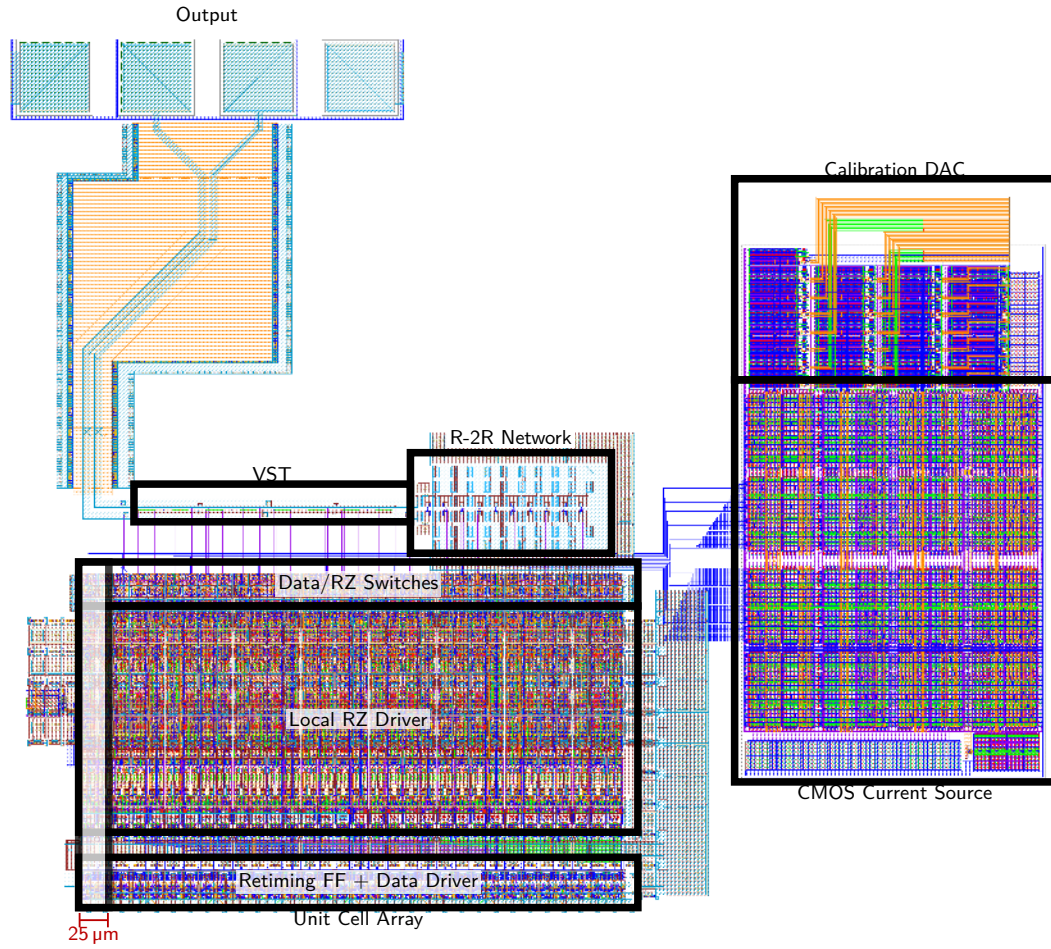 Output
Calibration DAC
R-2R Network
VST
Data/RZ Switches
Local RZ Driver
CMOS Current Source
Retiming FF + Data Driver
Unit Cell Array
25 µm